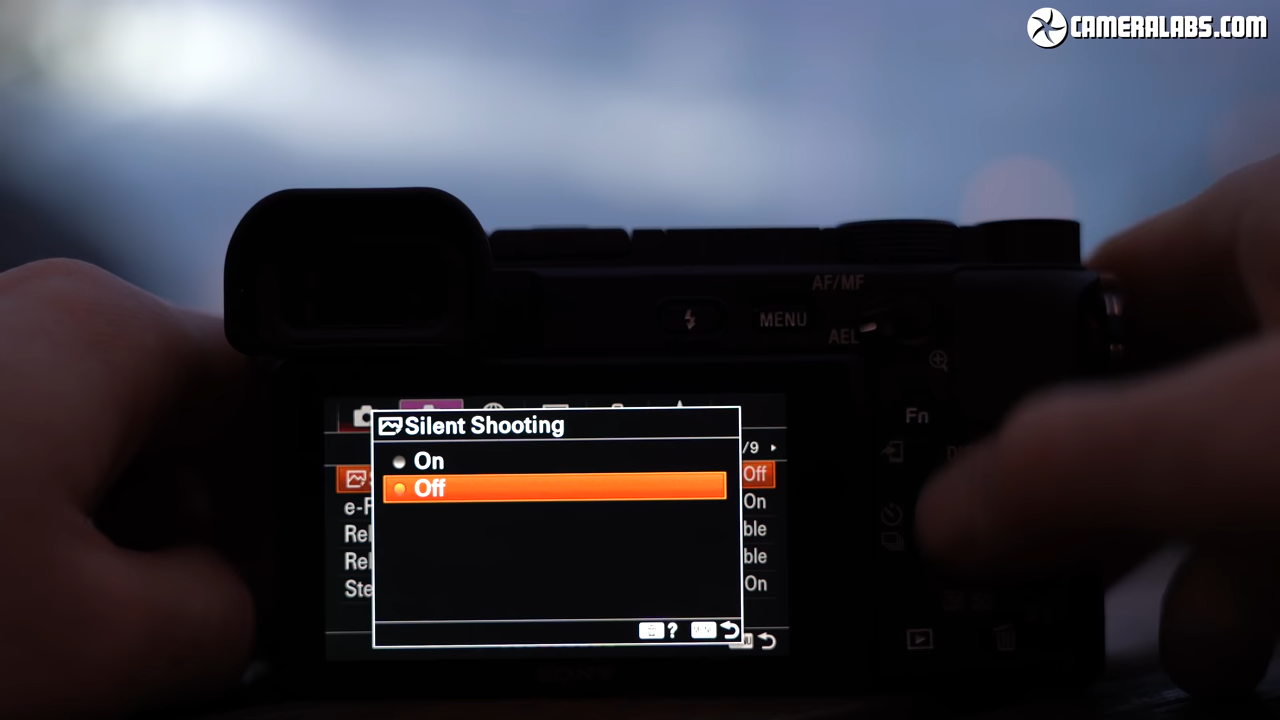 CAMERALABS.COM
AF/MF
MENU
AEL
Fn
Silent Shooting
On
Off
/9
Off
e-F
On
Rel
ble
Rel
ble
Ste
On
?
SONY